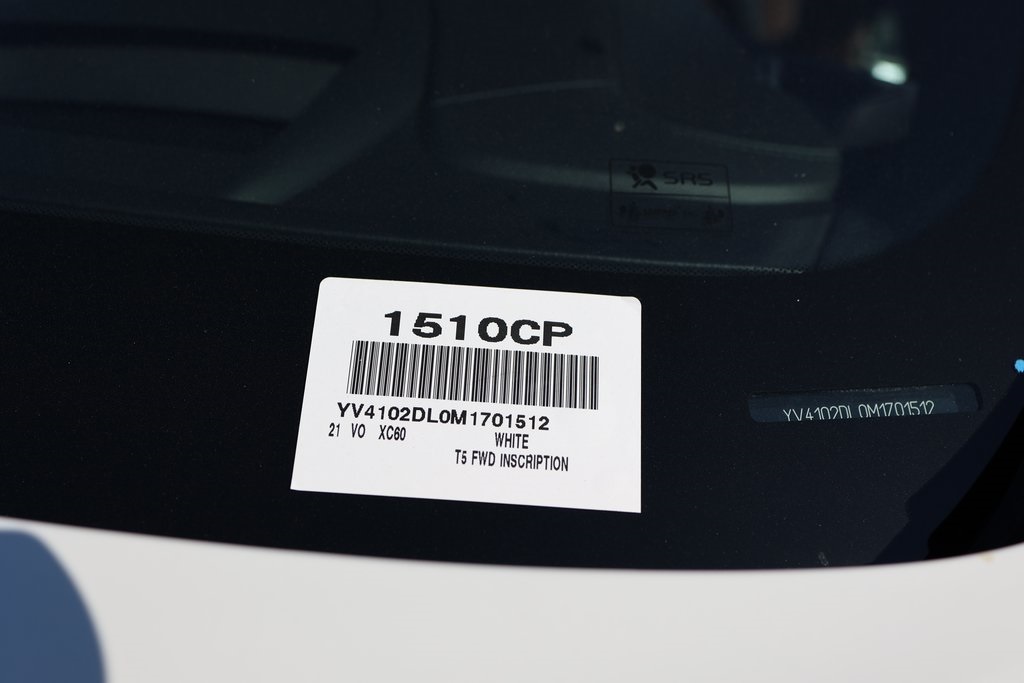 SRS
1510CP
YV4102DL0M1701512
21 VO XC60
WHITE
T5 FWD INSCRIPTION
YV4102DL0M1701512